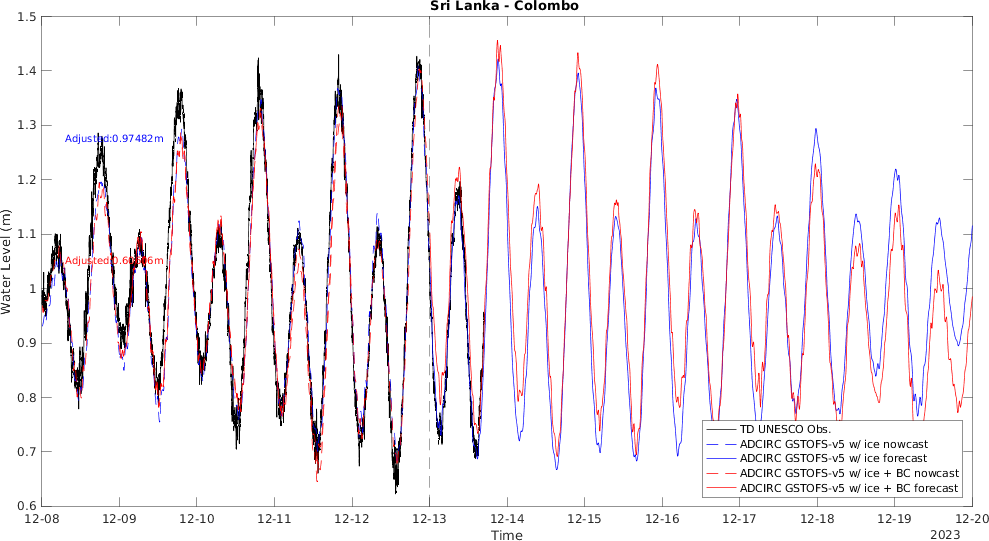 Sri Lanka - Colombo
1.5
1.4
1.3
1.2
1.1
1
0.9
0.8
0.7
0.6
Water Level (m)
Adjusted:0.97482m
TD UNESCO Obs.
ADCIRC GSTOFS-v5 w/ ice nowcast
ADCIRC GSTOFS-v5 w/ ice forecast
ADCIRC GSTOFS-v5 w/ ice + BC nowcast
ADCIRC GSTOFS-v5 w/ ice + BC forecast
12-08 12-09 12-10 12-11 12-12 12-13 12-14 12-15 12-16 12-17 12-18 12-19 12-20
Time
2023